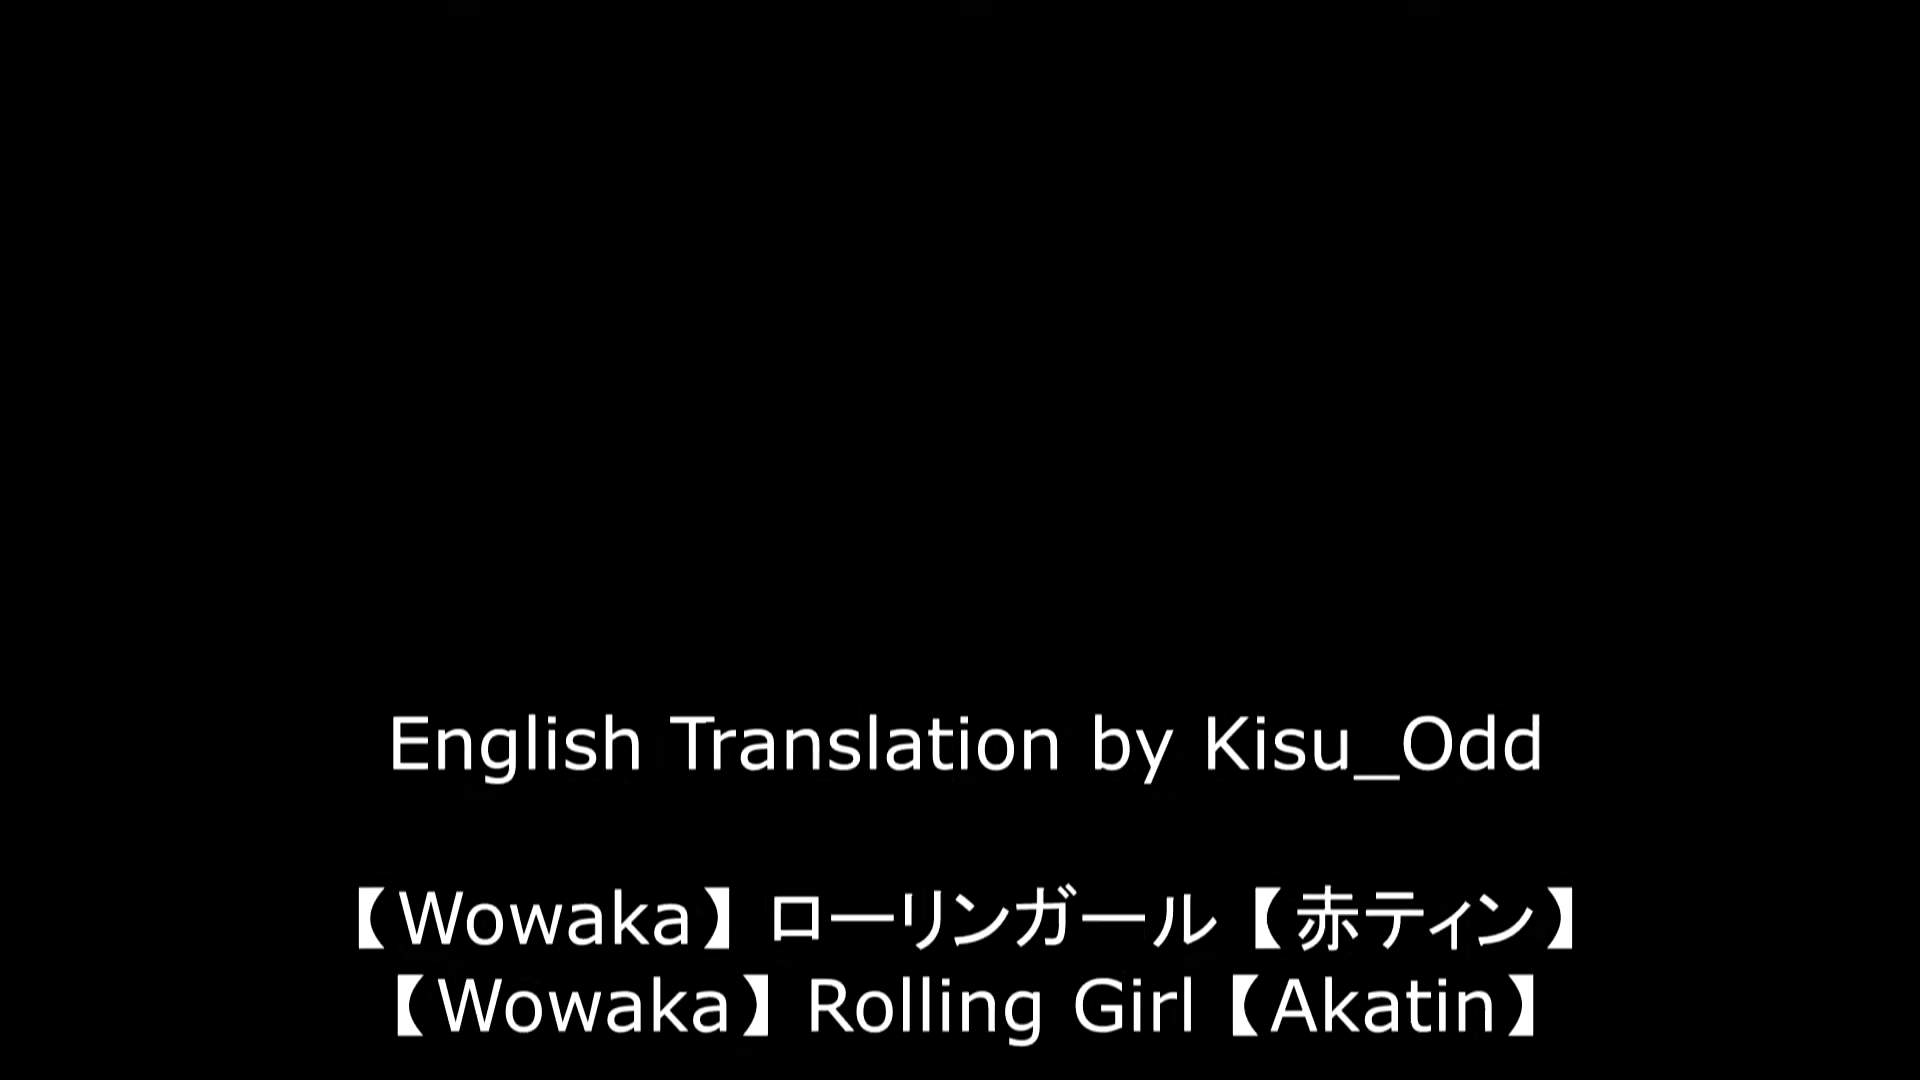 English Translation by Kisu_Odd
【Wowaka】ローリンガール【赤ティン】
【Wowaka】Rolling Girl【Akatin】